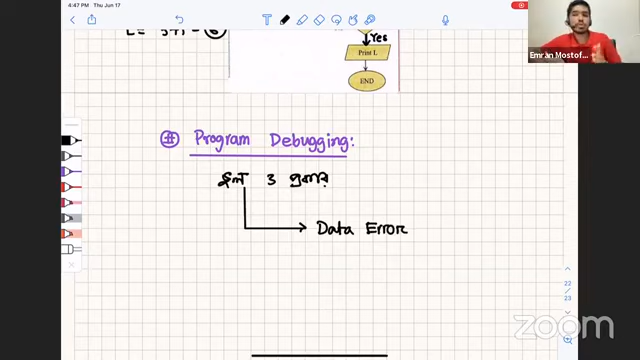 4:47 PM Thu Jun 17
Yes
Print L
END
Emran Mostof...
# Program Debugging:
ভুল ৩ প্রকার
Data Error
22
/
23
zoom